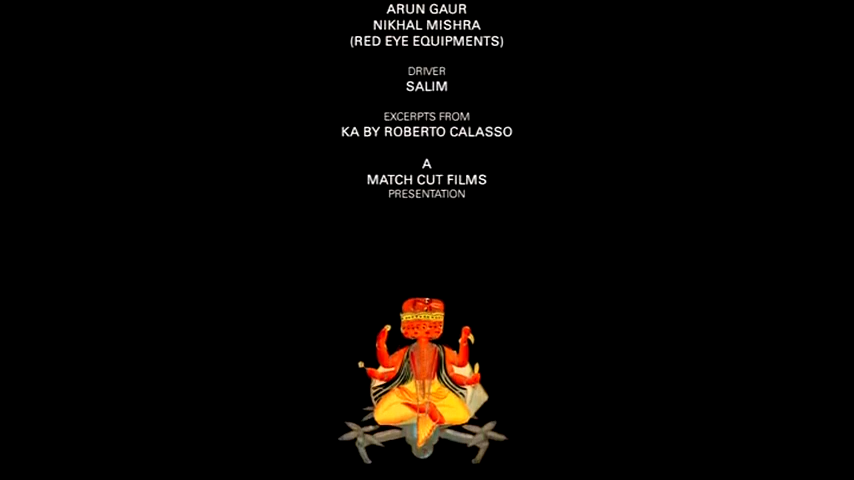 ARUN GAUR
NIKHAL MISHRA
(RED EYE EQUIPMENTS)
DRIVER
SALIM
EXCERPTS FROM
KA BY ROBERTO CALASSO
A
MATCH CUT FILMS
PRESENTATION